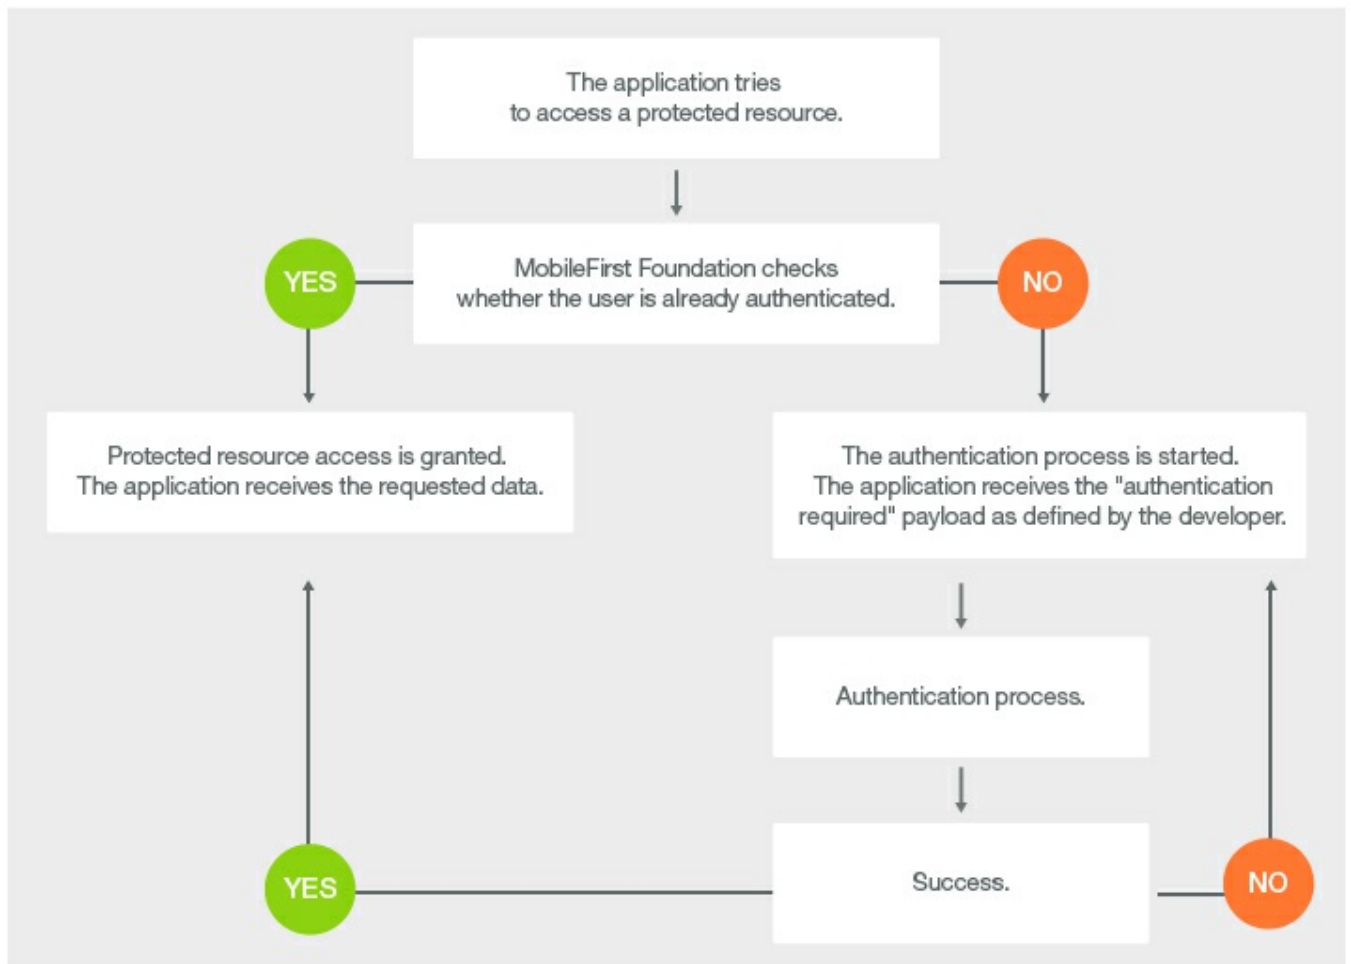 The application tries
to access a protected resource.
YES
MobileFirst Foundation checks
whether the user is already authenticated.
NO
Protected resource access is granted.
The application receives the requested data.
The authentication process is started.
The application receives the "authentication
required" payload as defined by the developer.
Authentication process.
YES
Success.
NO